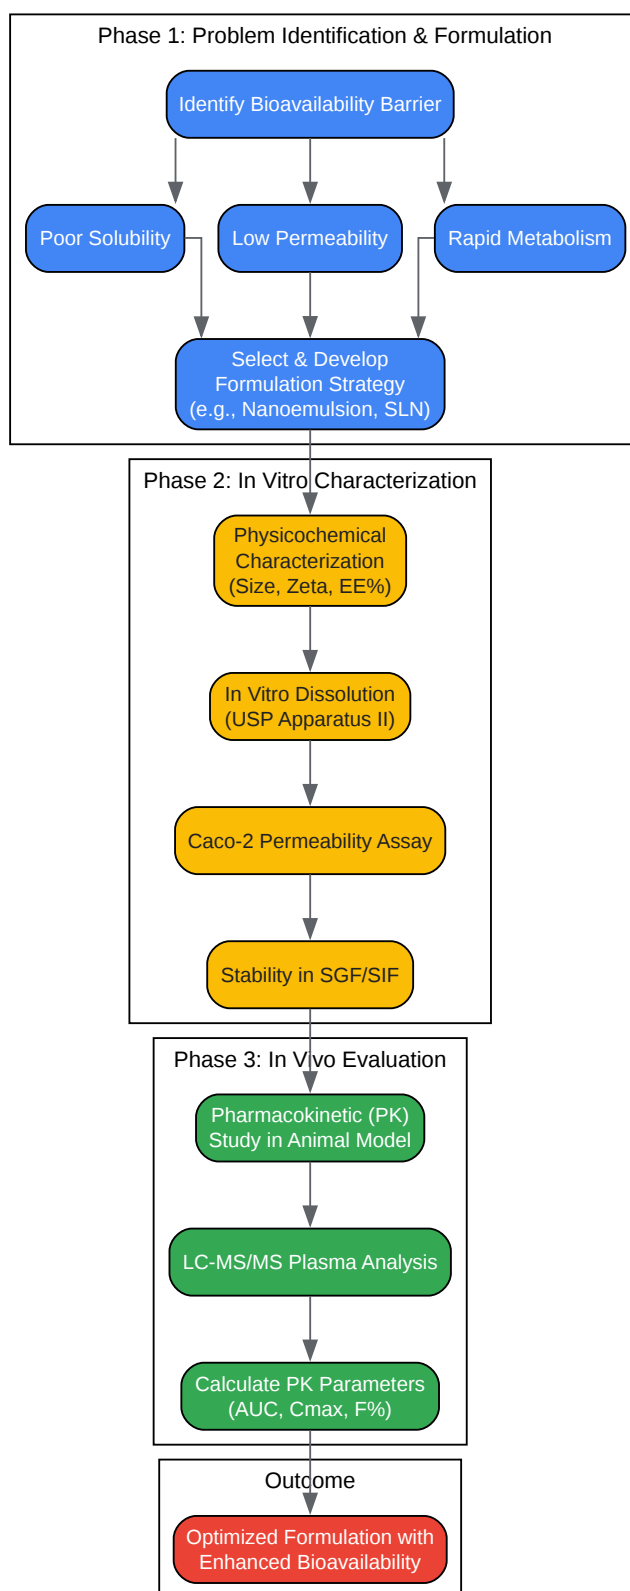 Phase 1: Problem Identification & Formulation
Identify Bioavailability Barrier
Poor Solubility
Low Permeability
Rapid Metabolism
Select & Develop
Formulation Strategy
(e.g., Nanoemulsion, SLN)
Phase 2: In Vitro Characterization
Physicochemical
Characterization
(Size, Zeta, EE%)
In Vitro Dissolution
(USP Apparatus II)
Caco-2 Permeability Assay
Stability in SGF/SIF
Phase 3: In Vivo Evaluation
Pharmacokinetic (PK)
Study in Animal Model
LC-MS/MS Plasma Analysis
Calculate PK Parameters
(AUC, Cmax, F%)
Outcome
Optimized Formulation with
Enhanced Bioavailability